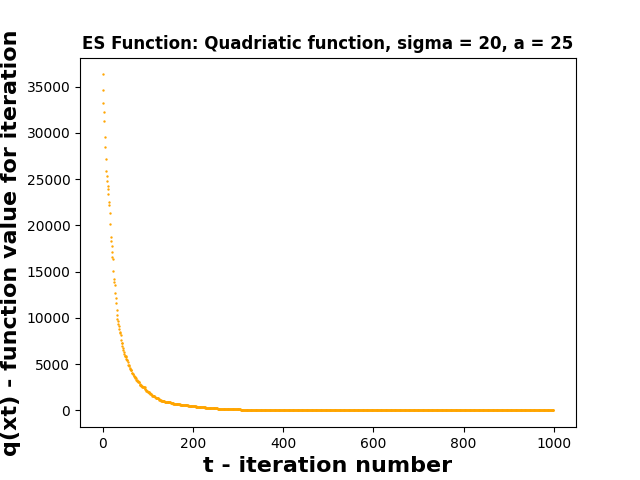 ES Function: Quadriatic function, sigma = 20, a = 25
q(xt) - function value for iteration
35000
30000
25000
20000
15000
10000
5000
0
0 200 400 600 800 1000
t - iteration number